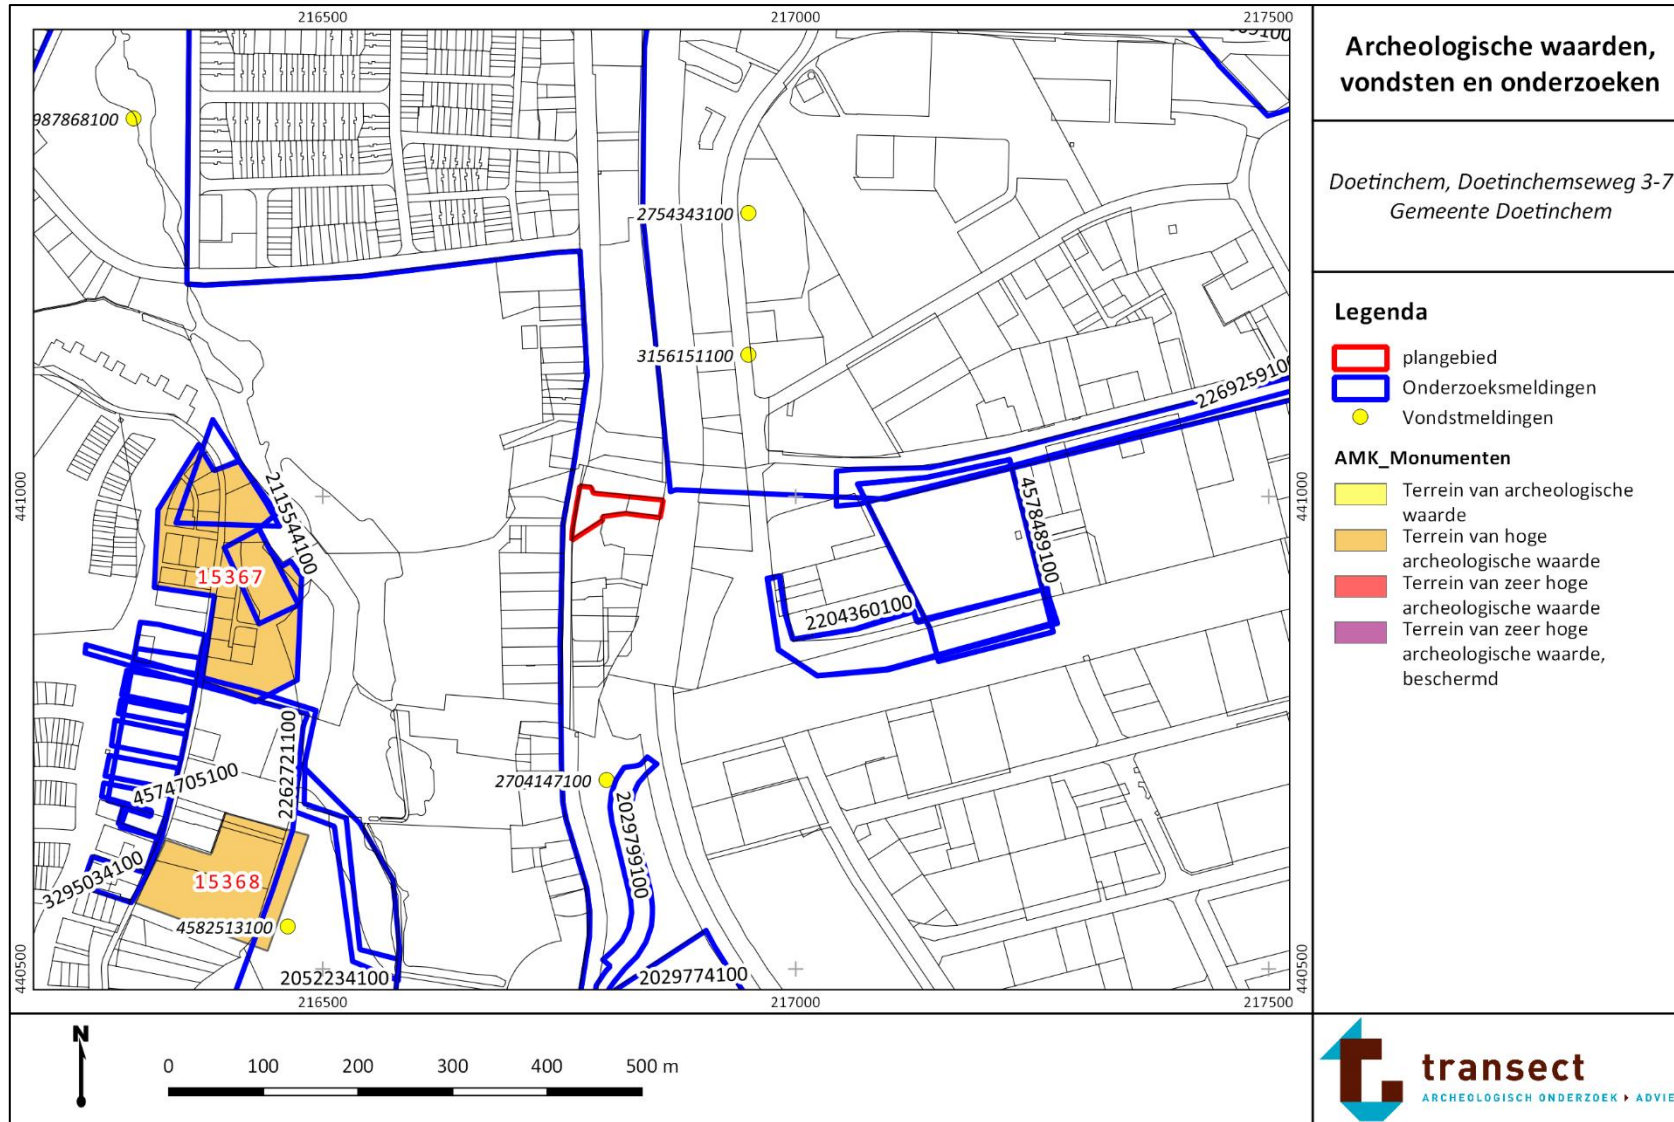 216500
217000
217500
987868100
2754343100
3156151100
2269259100
441000
441000
2115544100
15367
4578489100
2204360100
2262721100
4574705100
2704147100
2029799100
3295034100
15368
4582513100
2052234100
2029774100
440500
440500
216500
217000
217500
Archeologische waarden,
vondsten en onderzoeken
Doetinchem, Doetinchemseweg 3-7
Gemeente Doetinchem
Legenda
plangebied
Onderzoeksmeldingen
Vondstmeldingen
AMK_Monumenten
Terrein van archeologische
waarde
Terrein van hoge
archeologische waarde
Terrein van zeer hoge
archeologische waarde
Terrein van zeer hoge
archeologische waarde,
beschermd
N
0 100 200 300 400 500 m
transect
ARCHEOLOGISCH ONDERZOEK ▸ ADVIE